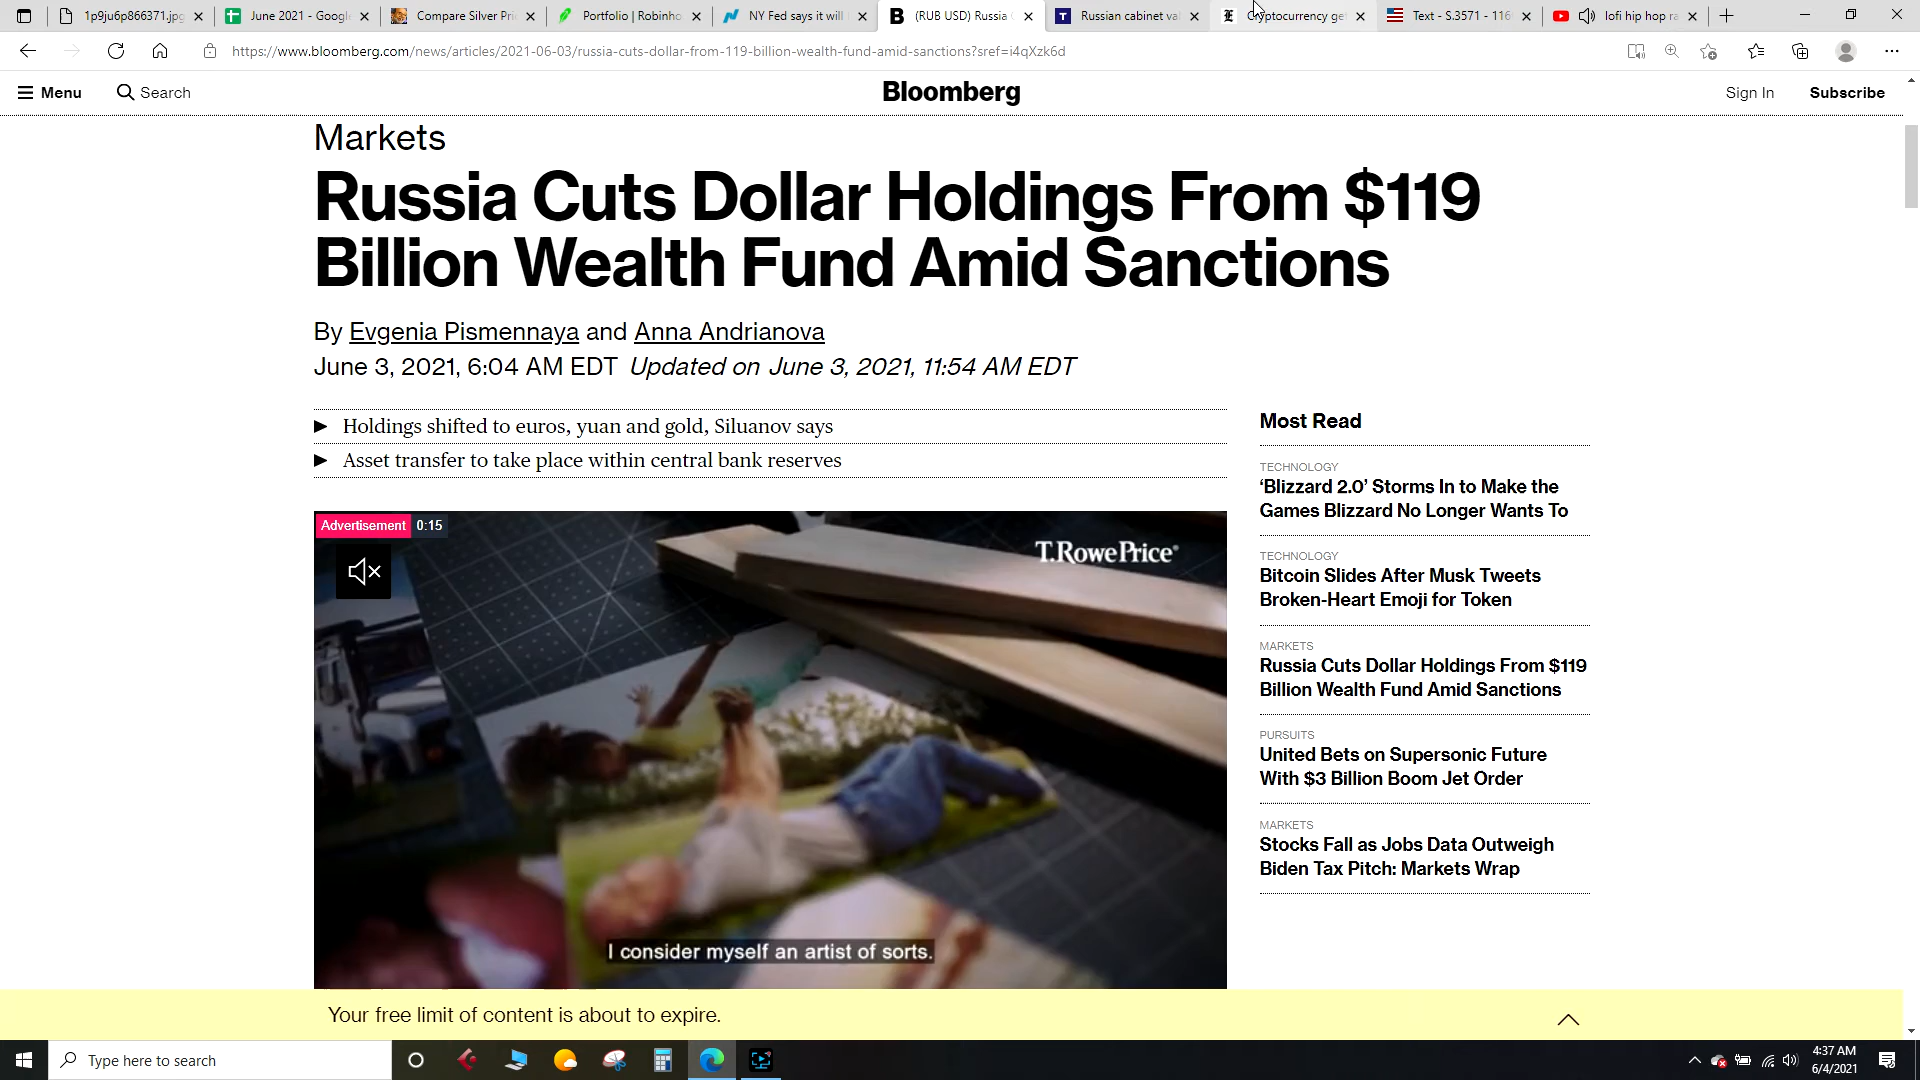 1p9ju6p866371.jpg
June 2021 - Google
Compare Silver Pri
Portfolio | Robinho
NY Fed says it will
(RUB USD) Russia
Russian cabinet va
Cryptocurrency ge
Text - S.3571 - 116
lofi hip hop ra
https://www.bloomberg.com/news/articles/2021-06-03/russia-cuts-dollar-from-119-billion-wealth-fund-amid-sanctions?sref=i4qXzk6d
Menu
Search
Bloomberg
Sign In
Subscribe
Markets
Russia Cuts Dollar Holdings From $119
Billion Wealth Fund Amid Sanctions
By Evgenia Pismennaya and Anna Andrianova
June 3, 2021, 6:04 AM EDT Updated on June 3, 2021, 11:54 AM EDT
Holdings shifted to euros, yuan and gold, Siluanov says
Asset transfer to take place within central bank reserves
Advertisement 0:15
T.RowePrice®
I consider myself an artist of sorts.
Most Read
TECHNOLOGY
‘Blizzard 2.0’ Storms In to Make the
Games Blizzard No Longer Wants To
TECHNOLOGY
Bitcoin Slides After Musk Tweets
Broken-Heart Emoji for Token
MARKETS
Russia Cuts Dollar Holdings From $119
Billion Wealth Fund Amid Sanctions
PURSUITS
United Bets on Supersonic Future
With $3 Billion Boom Jet Order
MARKETS
Stocks Fall as Jobs Data Outweigh
Biden Tax Pitch: Markets Wrap
Your free limit of content is about to expire.
Type here to search
4:37 AM
6/4/2021